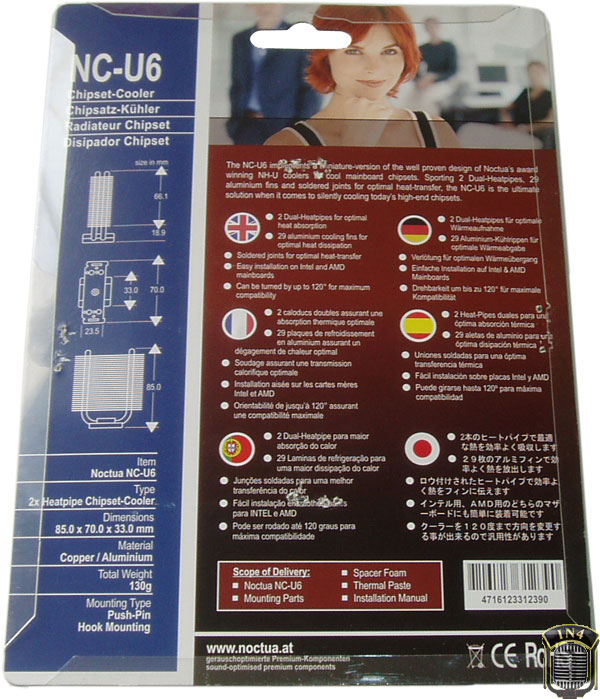 NC-U6
Chipset-Cooler
Chipsatz-Kühler
Radiateur Chipset
Disipador Chipset
size in mm
66.1
18.9
33.0
70.0
23.5
85.0
Item
Noctua NC-U6
Type
2x Heatpipe Chipset-Cooler
Dimensions
85.0 x 70.0 x 33.0 mm
Material
Copper / Aluminium
Total Weight
130g
Mounting Type
Push-Pin
Hook Mounting
The NC-U6 implements a miniature-version of the well proven design of Noctua's award
winning NH-U coolers to cool mainboard chipsets. Sporting 2 Dual-Heatpipes, 29
aluminium fins and soldered joints for optimal heat-transfer, the NC-U6 is the ultimate
solution when it comes to silently cooling today's high-end chipsets.
2 Dual-Heatpipes for optimal
heat absorption
29 aluminium cooling fins for
optimal heat dissipation
Soldered joints for optimal heat-transfer
Easy installation on Intel and AMD
mainboards
Can be turned by up to 120° for maximum
compatibility
2 Dual-Heatpipes für optimale
Wärmeaufnahme
29 Aluminium-Kühlrippen für
optimale Wärmeabgabe
Verlötung für optimalen Wärmeübergang
Einfache Installation auf Intel & AMD
Mainboards
Drehbarkeit um bis zu 120° für maximale
Kompatibilität
2 caloducs doubles assurant une
absorption thermique optimale
29 plaques de refroidissement
en aluminium assurant un
dégagement de chaleur optimal
Soudage assurant une transmission
calorifique optimale
Installation aisée sur les cartes mères
Intel et AMD
Orientabilité de jusqu'à 120° assurant
une compatibilité maximale
2 Heat-Pipes duales para una
óptima absorción térmica
29 aletas de aluminio para una
óptima disipación térmica
Uniones soldadas para una óptima
transferencia térmica
Fácil instalación sobre placas Intel y AMD
Puede girarse hasta 120º para máxima
compatibilidad
2 Dual-Heatpipe para maior
absorção do calor
29 Laminas de refrigeração para
uma maior dissipação do calor
Junções soldadas para uma melhor
transferência do calor
Fácil instalação em
para INTEL e AMD
Pode ser rodado até 120 graus para
máxima compatibilidade
2本のヒートパイプで最適
な熱を効率よく吸収します
29枚のアルミフィンで効
率よく熱を放出します
ロウ付けされたヒートパイプで効率よ
く熱をフィンに伝えます
インテル用、AMD用のどちらのマザ
ーボードにも簡単に装着可能です
クーラーを120度まで方向を変更す
る事が出来るので汎用性があります
Scope of Delivery:
Noctua NC-U6
Mounting Parts
Spacer Foam
Thermal Paste
Installation Manual
4716123312390
www.noctua.at
geräuschoptimierte Premium-Komponenten
sound-optimised premium components
CE
1N4